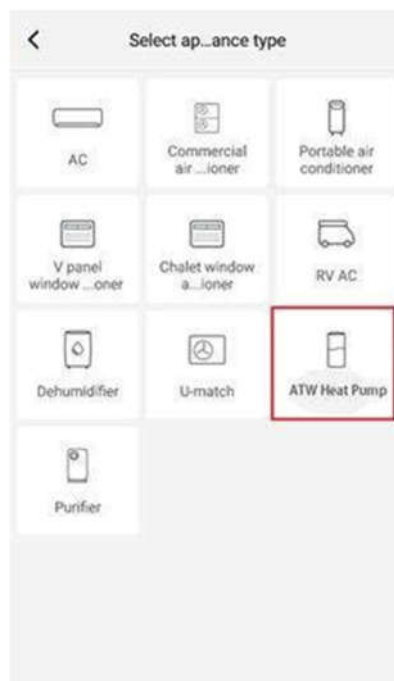 Select ap...ance type
AC
Commercial
air ...ioner
Portable air
conditioner
V panel
window ...oner
Chalet window
a...ioner
RV AC
Dehumidifier
U-match
ATW Heat Pump
Purifier